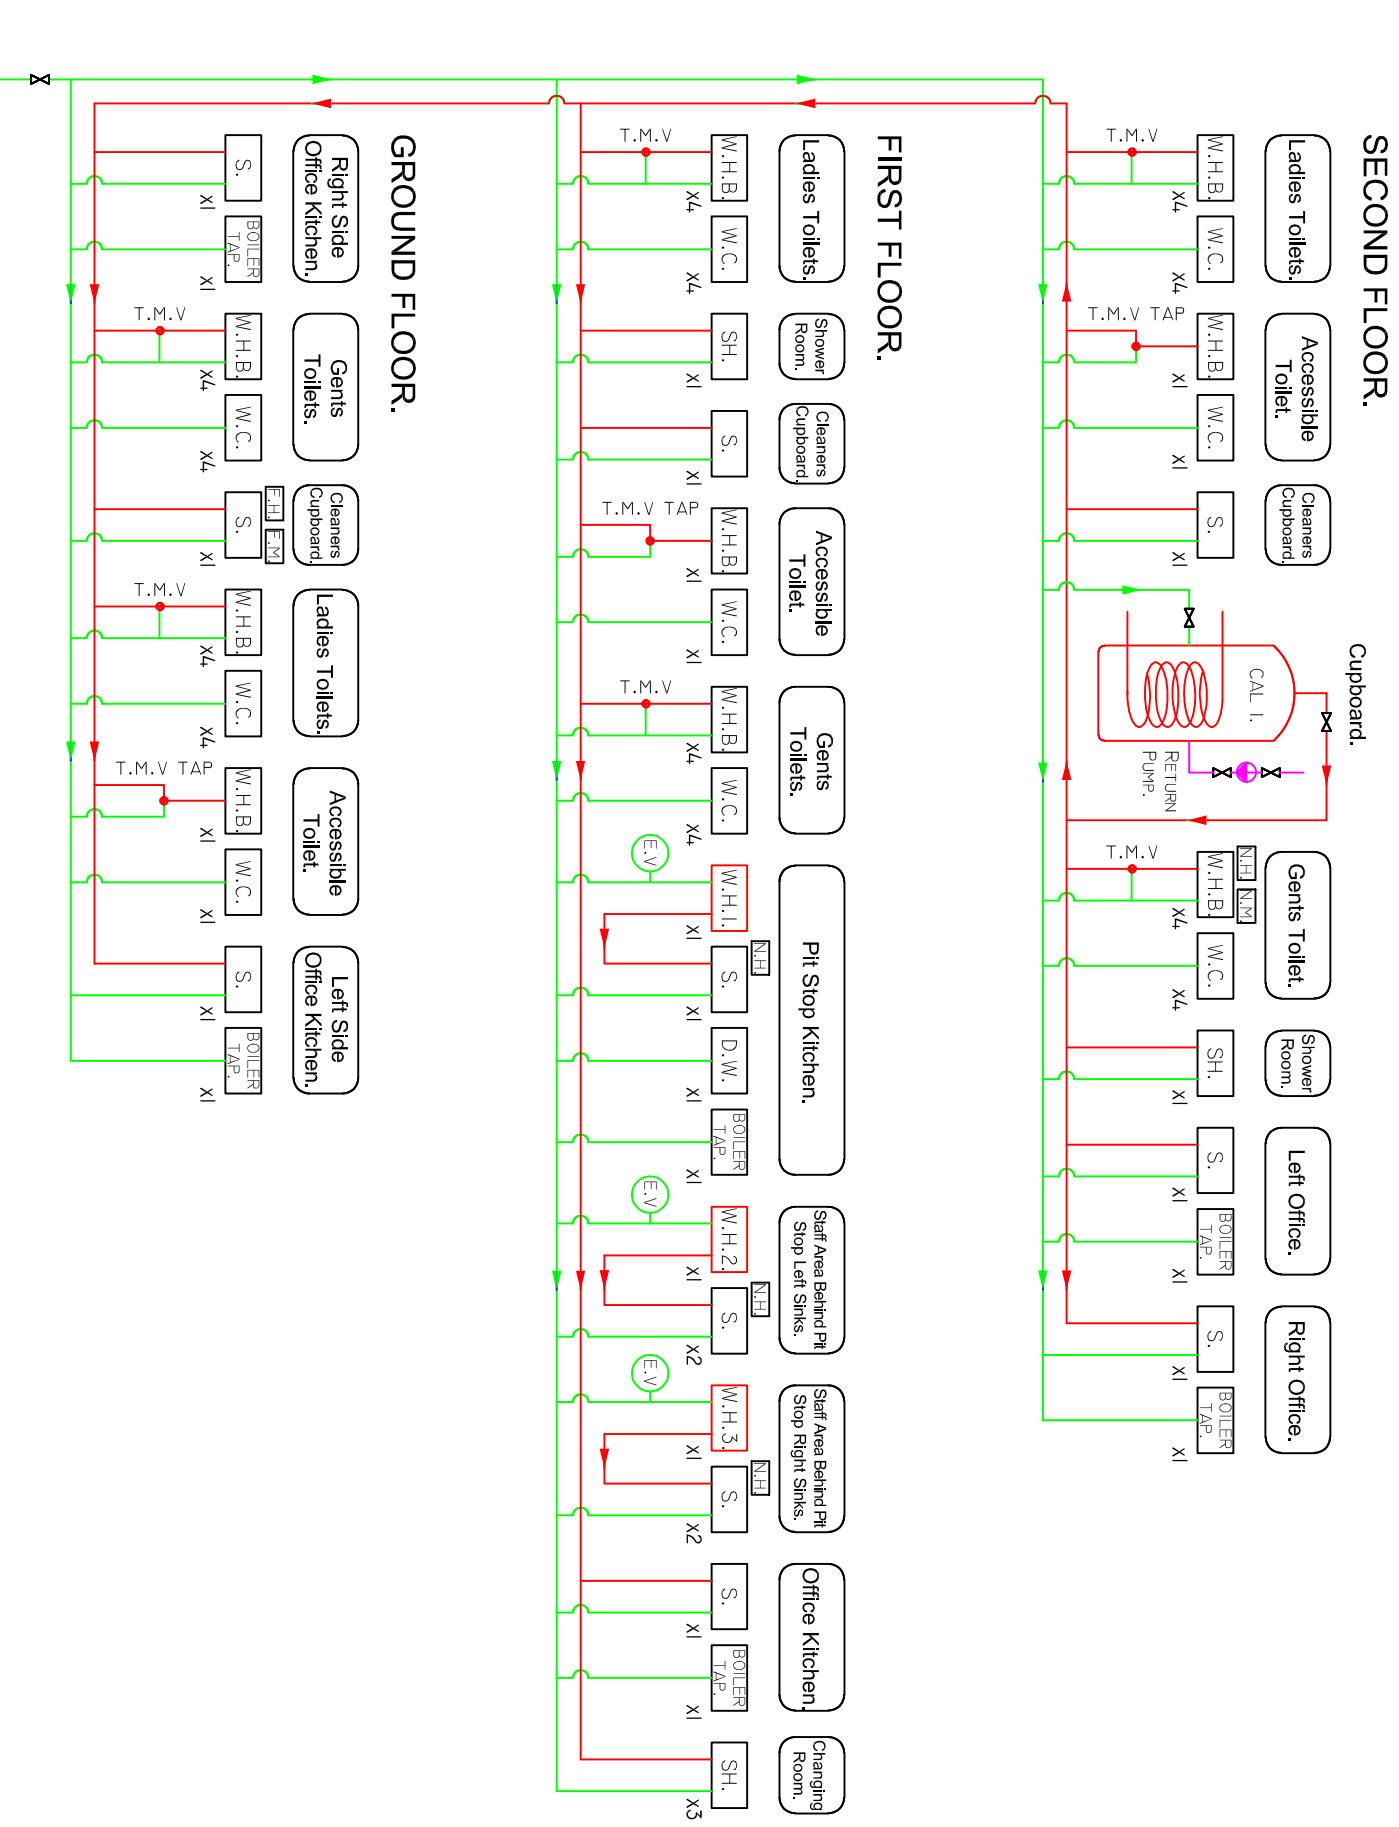 SECOND FLOOR.
Ladies Toilets.
W.H.B.
X4
W.C.
X4
T.M.V
Accessible
Toilet.
W.H.B.
X1
W.C.
X1
T.M.V TAP
Cleaners
Cupboard.
S.
X1
Cupboard.
CAL 1.
RETURN
PUMP.
Gents Toilet.
N.H.
N.M.
W.H.B.
X4
W.C.
X4
T.M.V
Shower
Room.
SH.
X1
Left Office.
S.
X1
BOILER
TAP.
X1
Right Office.
S.
X1
BOILER
TAP.
X1
FIRST FLOOR.
Ladies Toilets.
W.H.B.
X4
W.C.
X4
T.M.V
Shower
Room.
SH.
X1
Cleaners
Cupboard.
S.
X1
Accessible
Toilet.
W.H.B.
X1
W.C.
X1
T.M.V TAP
Gents
Toilets.
W.H.B.
X4
W.C.
X4
T.M.V
Pit Stop Kitchen.
E.V
W.H.1.
X1
N.H.
S.
X1
D.W.
BOILER
TAP.
X1
Staff Area Behind Pit
Stop Left Sinks.
E.V
W.H.2.
X1
N.H.
S.
X2
Staff Area Behind Pit
Stop Right Sinks.
E.V
W.H.3.
X1
N.H.
S.
X2
Office Kitchen.
S.
X1
BOILER
TAP.
X1
Changing
Room.
SH.
X3
GROUND FLOOR.
Right Side
Office Kitchen.
S.
X1
BOILER
TAP.
X1
Gents
Toilets.
W.H.B.
X4
W.C.
X4
T.M.V
Cleaners
Cupboard.
F.H.
F.M.
S.
X1
Ladies Toilets.
W.H.B.
X4
W.C.
X4
T.M.V
Accessible
Toilet.
W.H.B.
X1
W.C.
X1
T.M.V TAP
Left Side
Office Kitchen.
S.
X1
BOILER
TAP.
X1